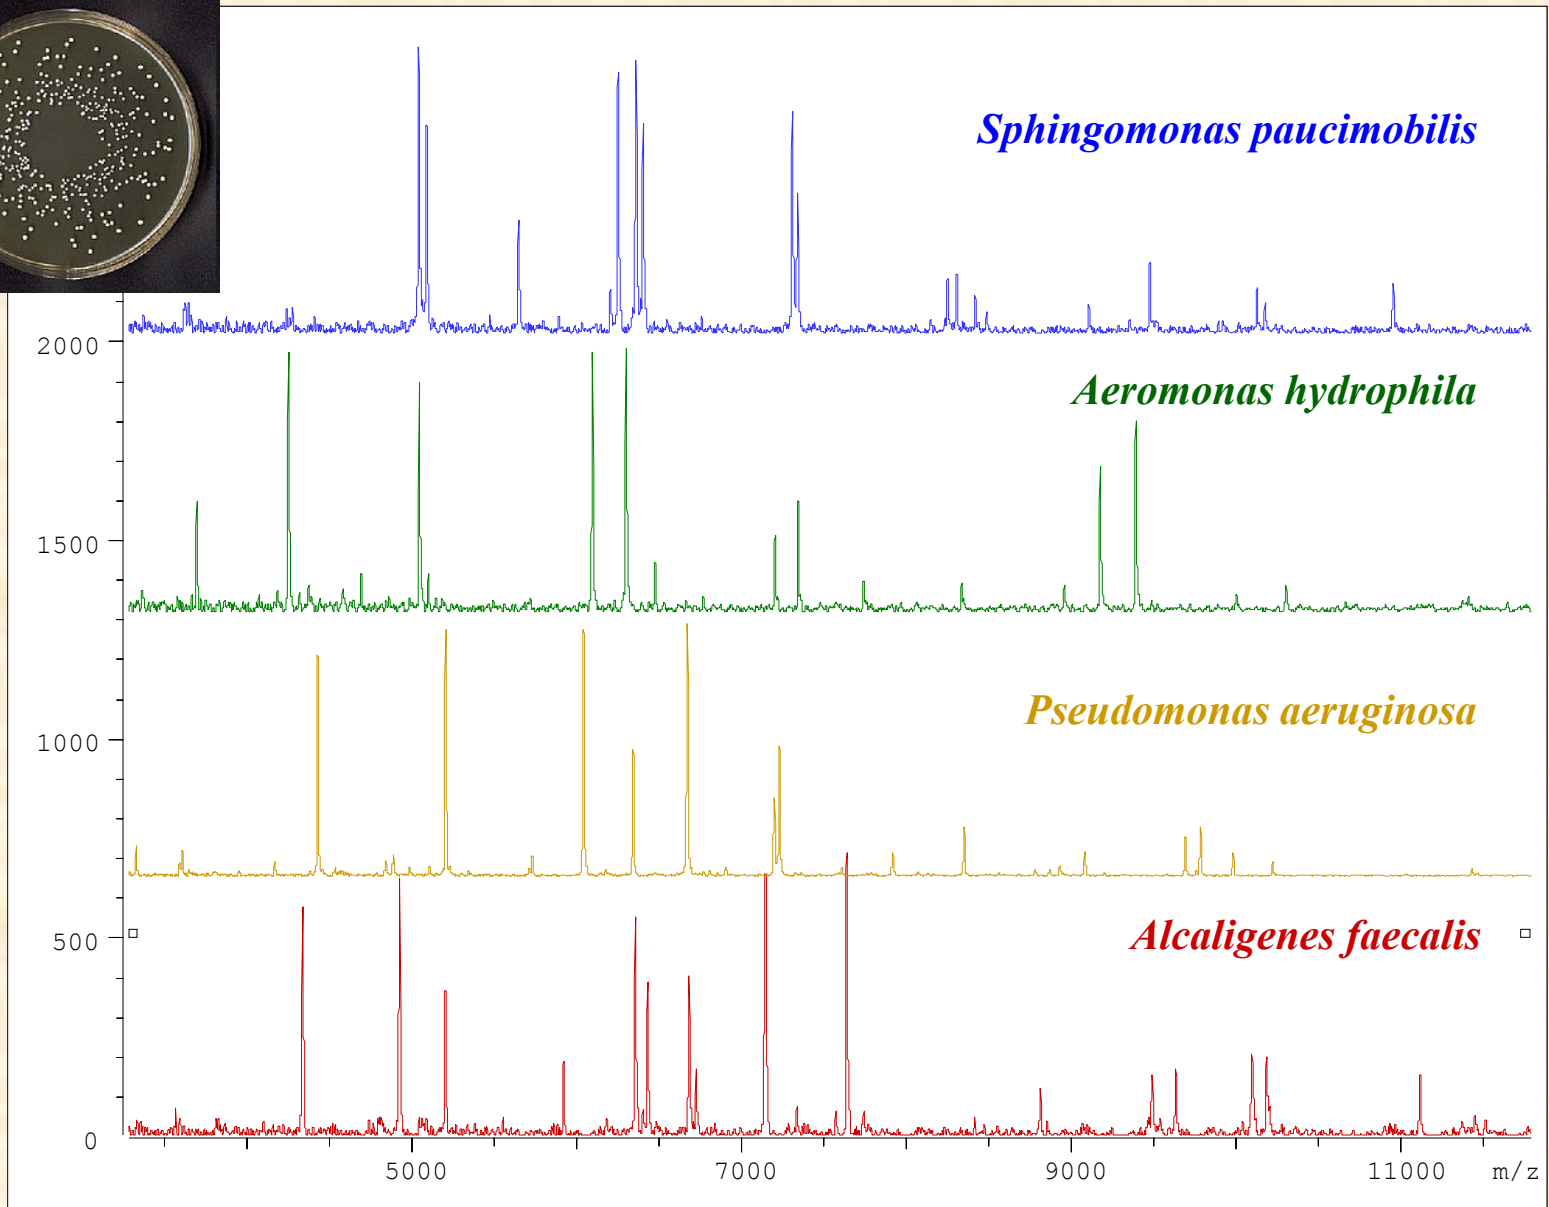 Sphingomonas paucimobilis
2000
Aeromonas hydrophila
1500
Pseudomonas aeruginosa
1000
Alcaligenes faecalis
500
0
5000 7000 9000 11000 m/z